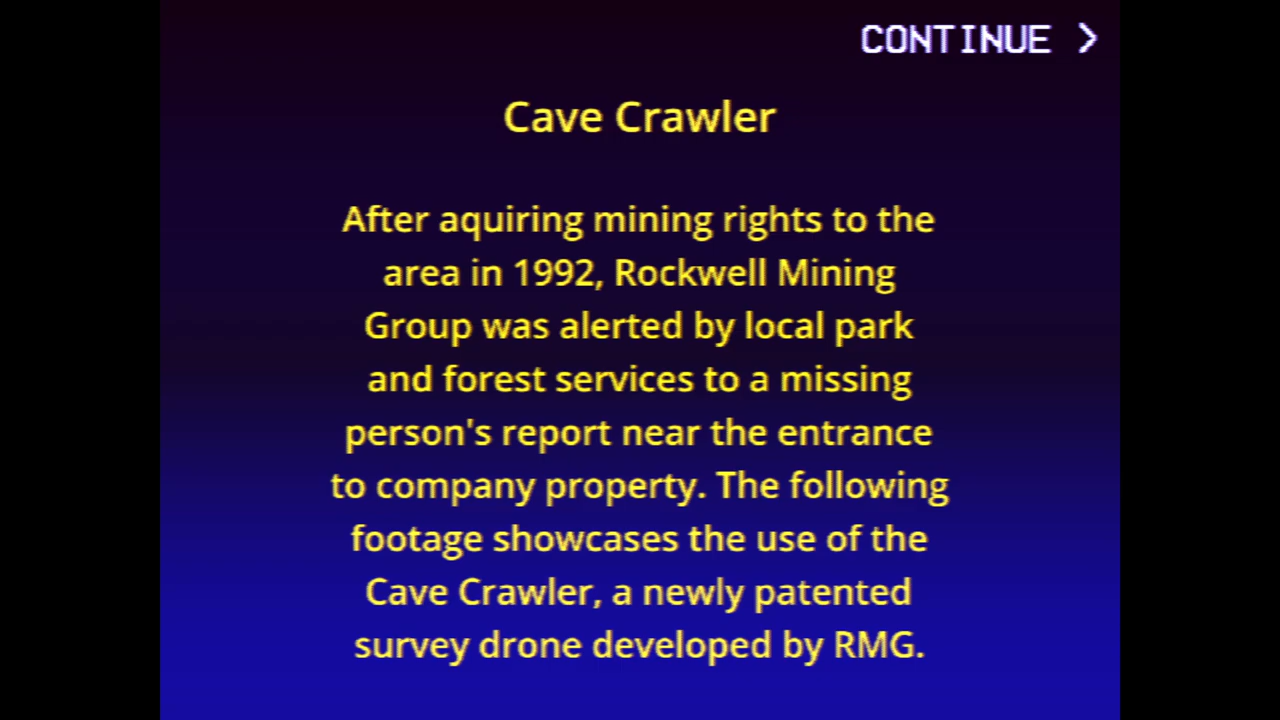 CONTINUE >
Cave Crawler
After aquiring mining rights to the
area in 1992, Rockwell Mining
Group was alerted by local park
and forest services to a missing
person's report near the entrance
to company property. The following
footage showcases the use of the
Cave Crawler, a newly patented
survey drone developed by RMG.